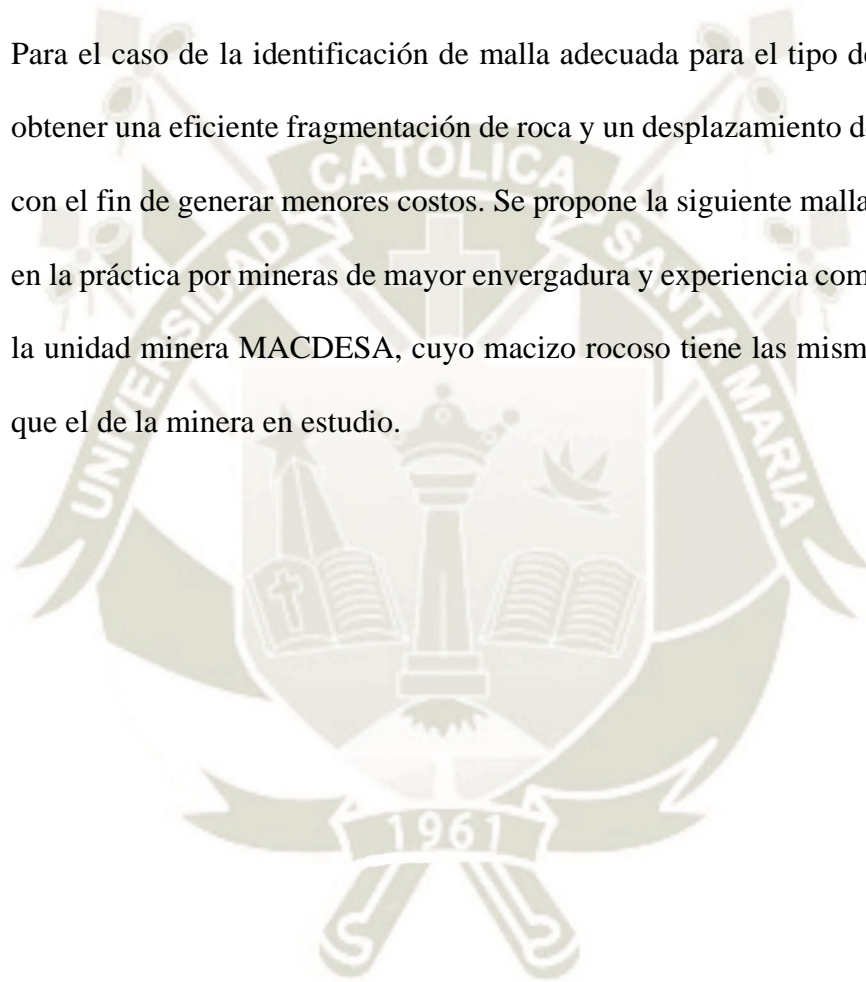 Para el caso de la identificación de malla adecuada para el tipo d
obtener una eficiente fragmentación de roca y un desplazamiento d
con el fin de generar menores costos. Se propone la siguiente malla
en la práctica por mineras de mayor envergadura y experiencia com
la unidad minera MACDESA, cuyo macizo rocoso tiene las mism
que el de la minera en estudio.
UNIVERSIDAD CATOLICA SANTA MARIA
1961